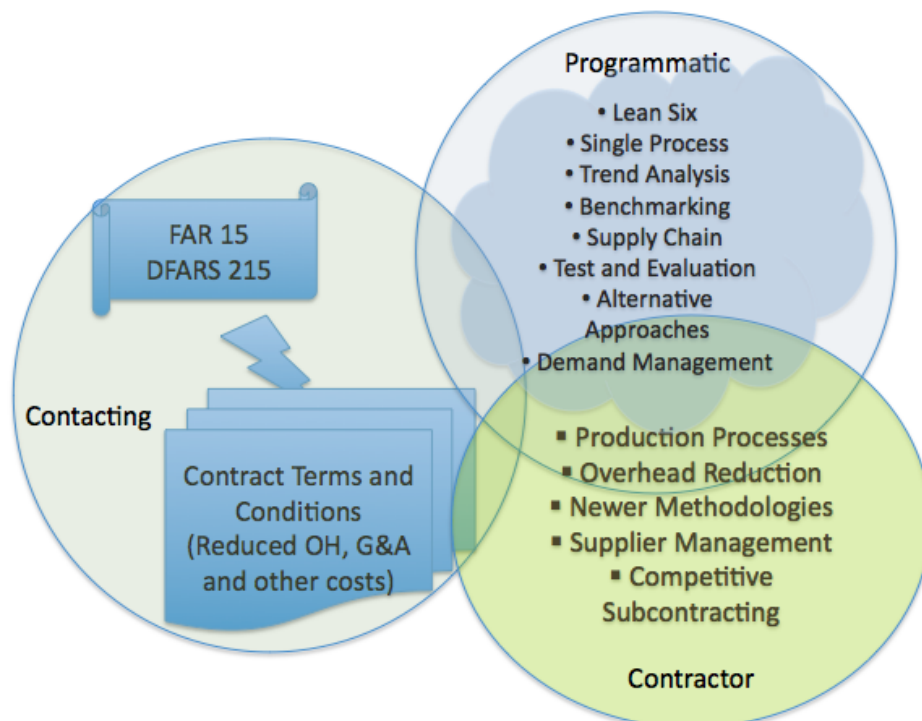 Programmatic
• Lean Six
• Single Process
• Trend Analysis
• Benchmarking
• Supply Chain
• Test and Evaluation
• Alternative
Approaches
• Demand Management
FAR 15
DFARS 215
Contacting
Contract Terms and
Conditions
(Reduced OH, G&A
and other costs)
▪ Production Processes
▪ Overhead Reduction
▪ Newer Methodologies
▪ Supplier Management
▪ Competitive
Subcontracting
Contractor